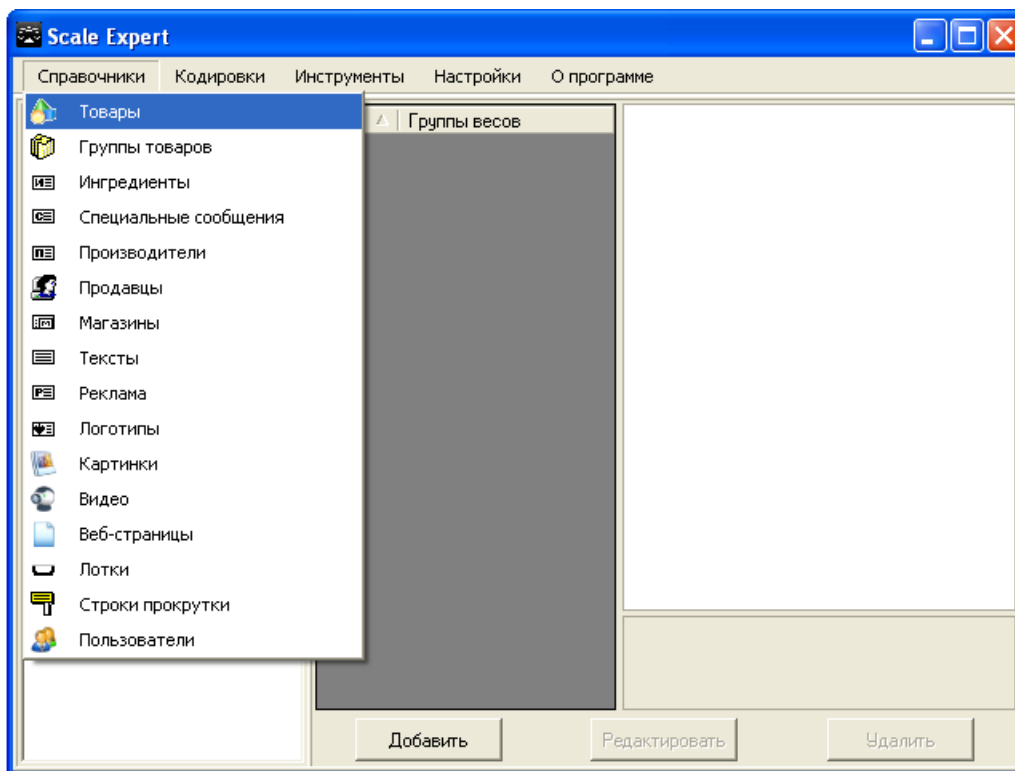 Scale Expert
Справочники Кодировки Инструменты Настройки О программе
Товары
Группы весов
Группы товаров
Ингредиенты
Специальные сообщения
Производители
Продавцы
Магазины
Тексты
Реклама
Логотипы
Картинки
Видео
Веб-страницы
Лотки
Строки прокрутки
Пользователи
Добавить Редактировать Удалить